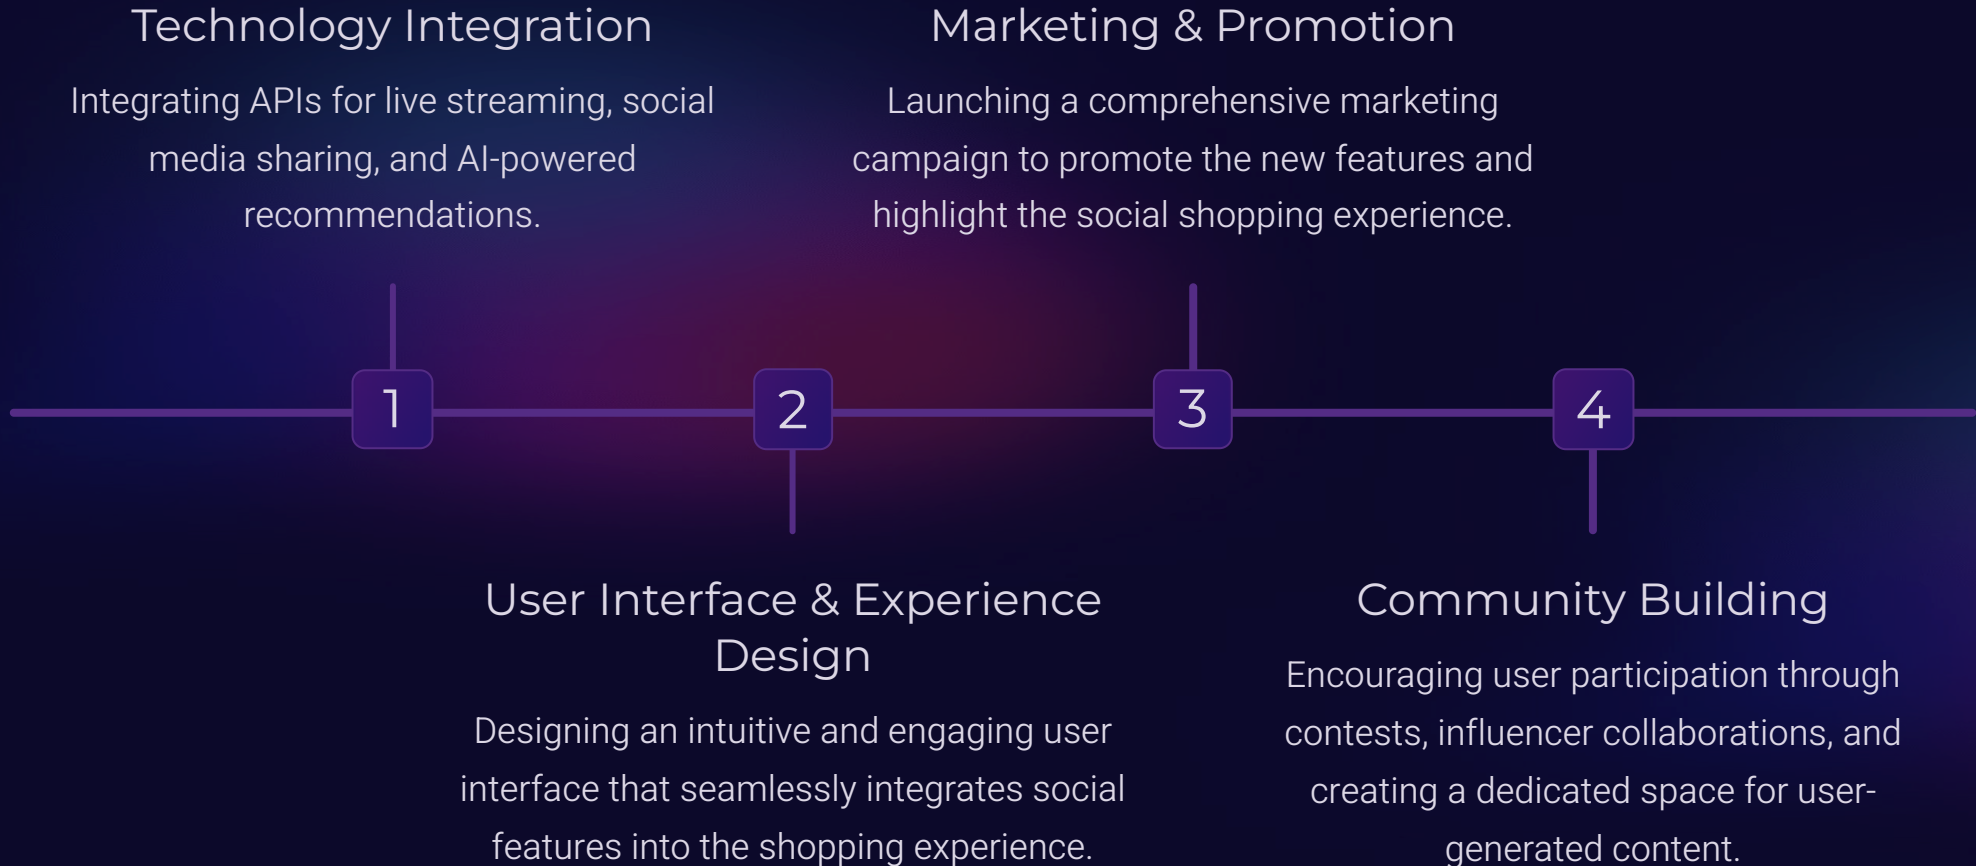 Technology Integration
Integrating APIs for live streaming, social
media sharing, and AI-powered
recommendations.
Marketing & Promotion
Launching a comprehensive marketing
campaign to promote the new features and
highlight the social shopping experience.
1
2
3
4
User Interface & Experience
Design
Designing an intuitive and engaging user
interface that seamlessly integrates social
features into the shopping experience.
Community Building
Encouraging user participation through
contests, influencer collaborations, and
creating a dedicated space for user-
generated content.